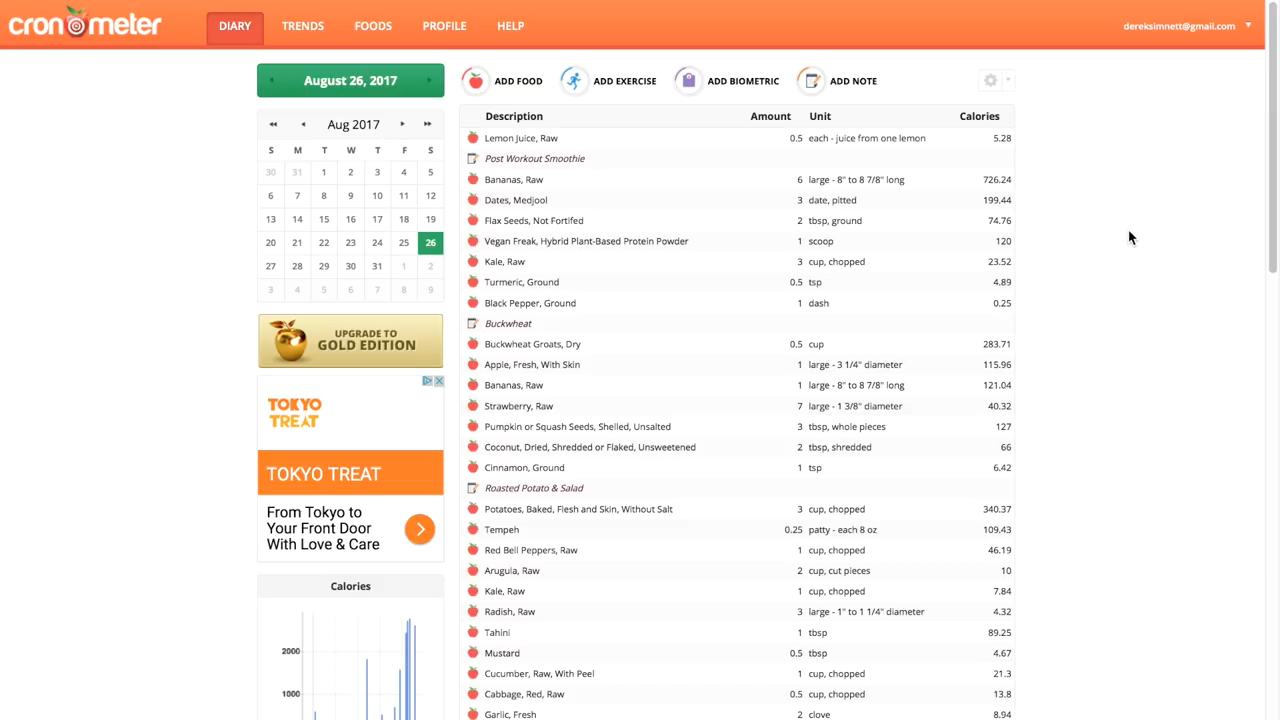 cronometer
DIARY TRENDS FOODS PROFILE HELP
dereksimnett@gmail.com
August 26, 2017
ADD FOOD ADD EXERCISE ADD BIOMETRIC ADD NOTE
Aug 2017
S M T W T F S
30 31 1 2 3 4 5
6 7 8 9 10 11 12
13 14 15 16 17 18 19
20 21 22 23 24 25 26
27 28 29 30 31 1 2
3 4 5 6 7 8 9
UPGRADE TO
GOLD EDITION
TOKYO
TREAT
TOKYO TREAT
From Tokyo to
Your Front Door
With Love & Care
Calories
2000
1000
Description Amount Unit Calories
Lemon Juice, Raw 0.5 each - juice from one lemon 5.28
Post Workout Smoothie
Bananas, Raw 6 large - 8" to 8 7/8" long 726.24
Dates, Medjool 3 date, pitted 199.44
Flax Seeds, Not Fortifed 2 tbsp, ground 74.76
Vegan Freak, Hybrid Plant-Based Protein Powder 1 scoop 120
Kale, Raw 3 cup, chopped 23.52
Turmeric, Ground 0.5 tsp 4.89
Black Pepper, Ground 1 dash 0.25
Buckwheat
Buckwheat Groats, Dry 0.5 cup 283.71
Apple, Fresh, With Skin 1 large - 3 1/4" diameter 115.96
Bananas, Raw 1 large - 8" to 8 7/8" long 121.04
Strawberry, Raw 7 large - 1 3/8" diameter 40.32
Pumpkin or Squash Seeds, Shelled, Unsalted 3 tbsp, whole pieces 127
Coconut, Dried, Shredded or Flaked, Unsweetened 2 tbsp, shredded 66
Cinnamon, Ground 1 tsp 6.42
Roasted Potato & Salad
Potatoes, Baked, Flesh and Skin, Without Salt 3 cup, chopped 340.37
Tempeh 0.25 patty - each 8 oz 109.43
Red Bell Peppers, Raw 1 cup, chopped 46.19
Arugula, Raw 2 cup, cut pieces 10
Kale, Raw 1 cup, chopped 7.84
Radish, Raw 3 large - 1" to 1 1/4" diameter 4.32
Tahini 1 tbsp 89.25
Mustard 0.5 tbsp 4.67
Cucumber, Raw, With Peel 1 cup, chopped 21.3
Cabbage, Red, Raw 0.5 cup, chopped 13.8
Garlic, Fresh 2 clove 8.94